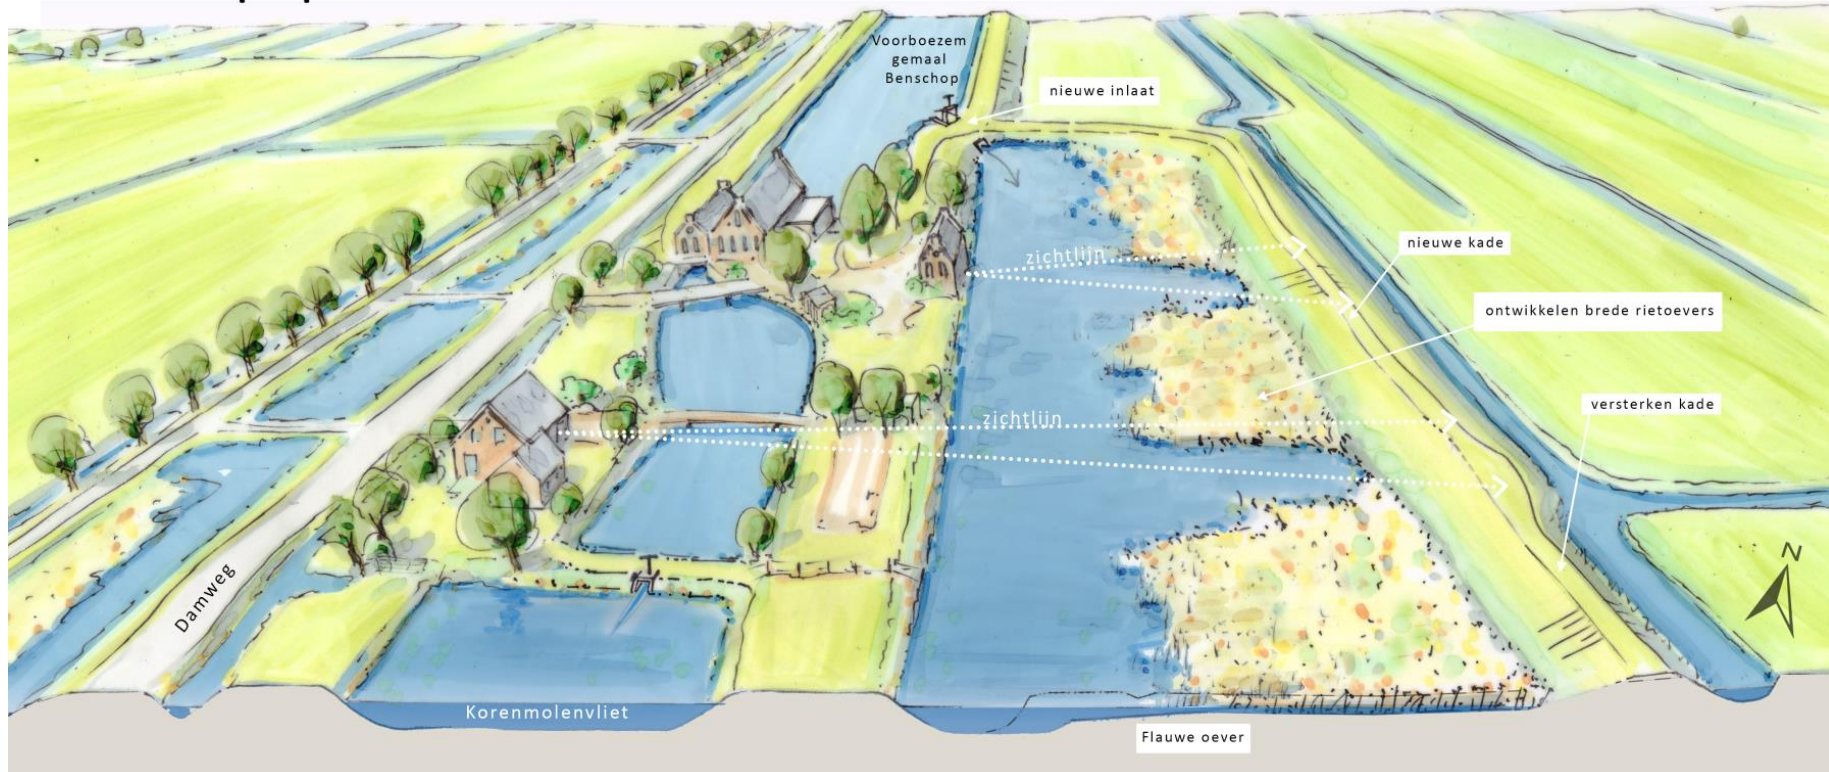 Voorboezem
gemaal
Benschop
nieuwe inlaat
zichtlijn
nieuwe kade
ontwikkelen brede rietoevers
versterken kade
zichtlijn
N
Damweg
Korenmolenvliet
Flauwe oever